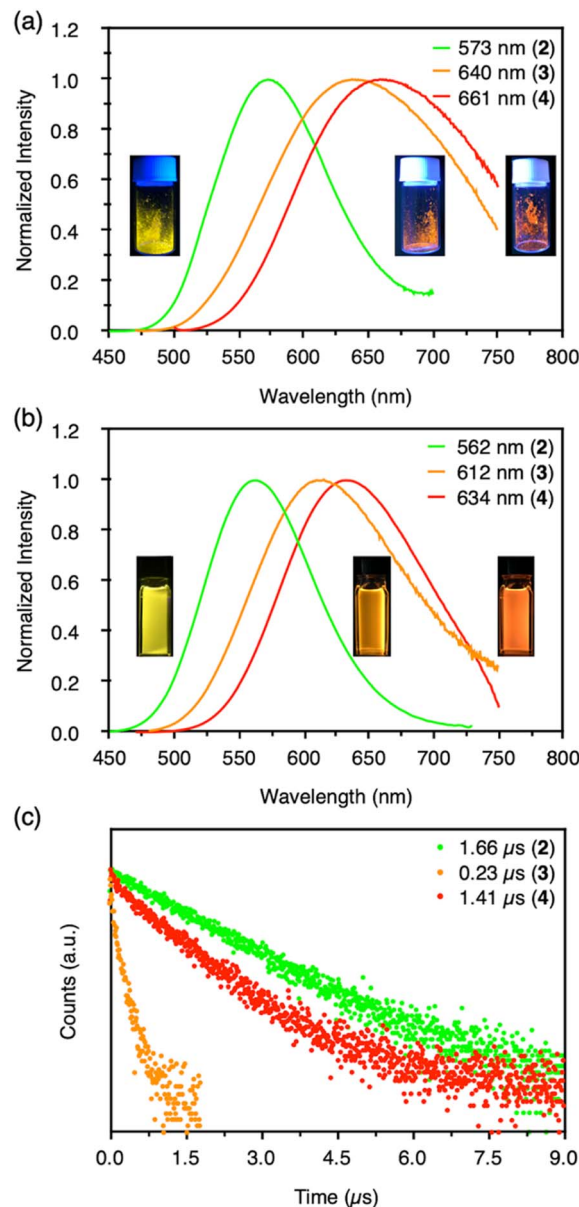 (a)
1.2
1.0
0.8
0.6
0.4
0.2
0.0
Normalized Intensity
573 nm (2)
640 nm (3)
661 nm (4)
450 500 550 600 650 700 750 800
Wavelength (nm)
(b)
1.2
1.0
0.8
0.6
0.4
0.2
0.0
Normalized Intensity
562 nm (2)
612 nm (3)
634 nm (4)
450 500 550 600 650 700 750 800
Wavelength (nm)
(c)
Counts (a.u.)
1.66 µs (2)
0.23 µs (3)
1.41 µs (4)
0.0 1.5 3.0 4.5 6.0 7.5 9.0
Time (µs)